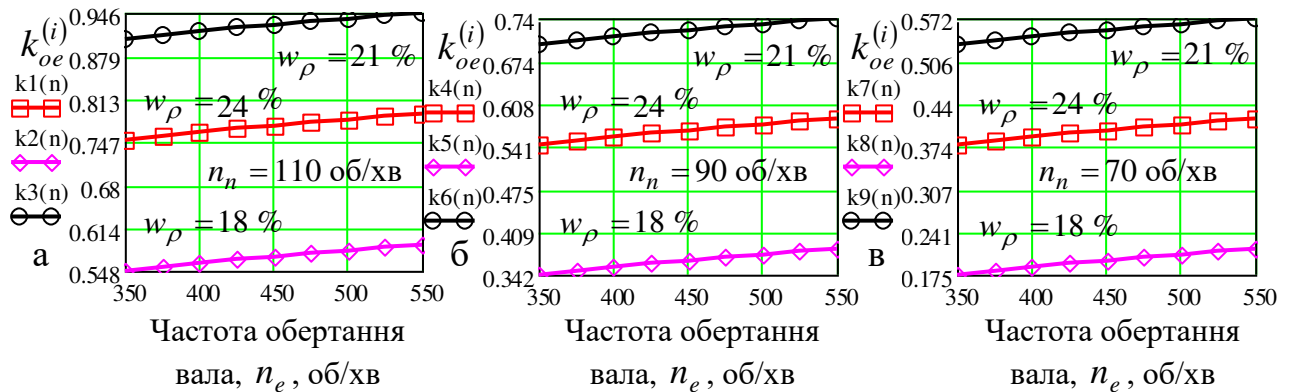 0.946
k_{oe}^{(i)}
0.879
w_ρ = 21 %
k1(n)
0.813
w_ρ = 24 %
k2(n)
0.747
n_n = 110 об/хв
0.68
k3(n)
w_ρ = 18 %
0.614
а
0.548
350 400 450 500 550
Частота обертання
вала, n_e, об/хв
0.74
k_{oe}^{(i)}
0.674
w_ρ = 21 %
k4(n)
0.608
w_ρ = 24 %
k5(n)
0.541
n_n = 90 об/хв
0.475
k6(n)
w_ρ = 18 %
0.409
б
0.342
350 400 450 500 550
Частота обертання
вала, n_e, об/хв
0.572
k_{oe}^{(i)}
0.506
w_ρ = 21 %
k7(n)
0.44
w_ρ = 24 %
k8(n)
0.374
n_n = 70 об/хв
0.307
k9(n)
w_ρ = 18 %
0.241
в
0.175
350 400 450 500 550
Частота обертання
вала, n_e, об/хв